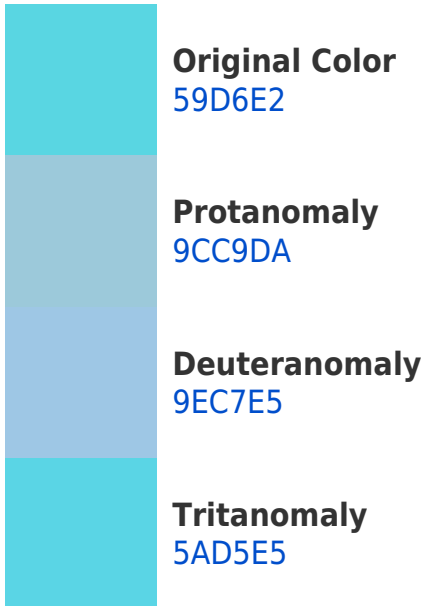 Original Color
59D6E2
Protanomaly
9CC9DA
Deuteranomaly
9EC7E5
Tritanomaly
5AD5E5